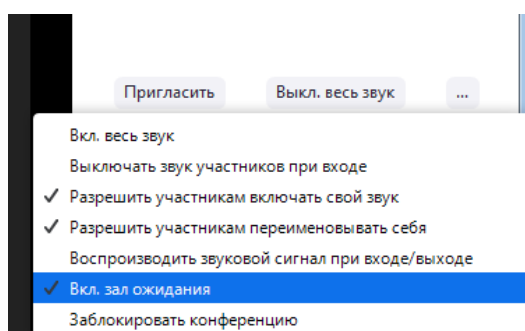 Пригласить Выкл. весь звук ...
Вкл. весь звук
Выключать звук участников при входе
Разрешить участникам включать свой звук
Разрешить участникам переименовывать себя
Воспроизводить звуковой сигнал при входе/выходе
Вкл. зал ожидания
Заблокировать конференцию